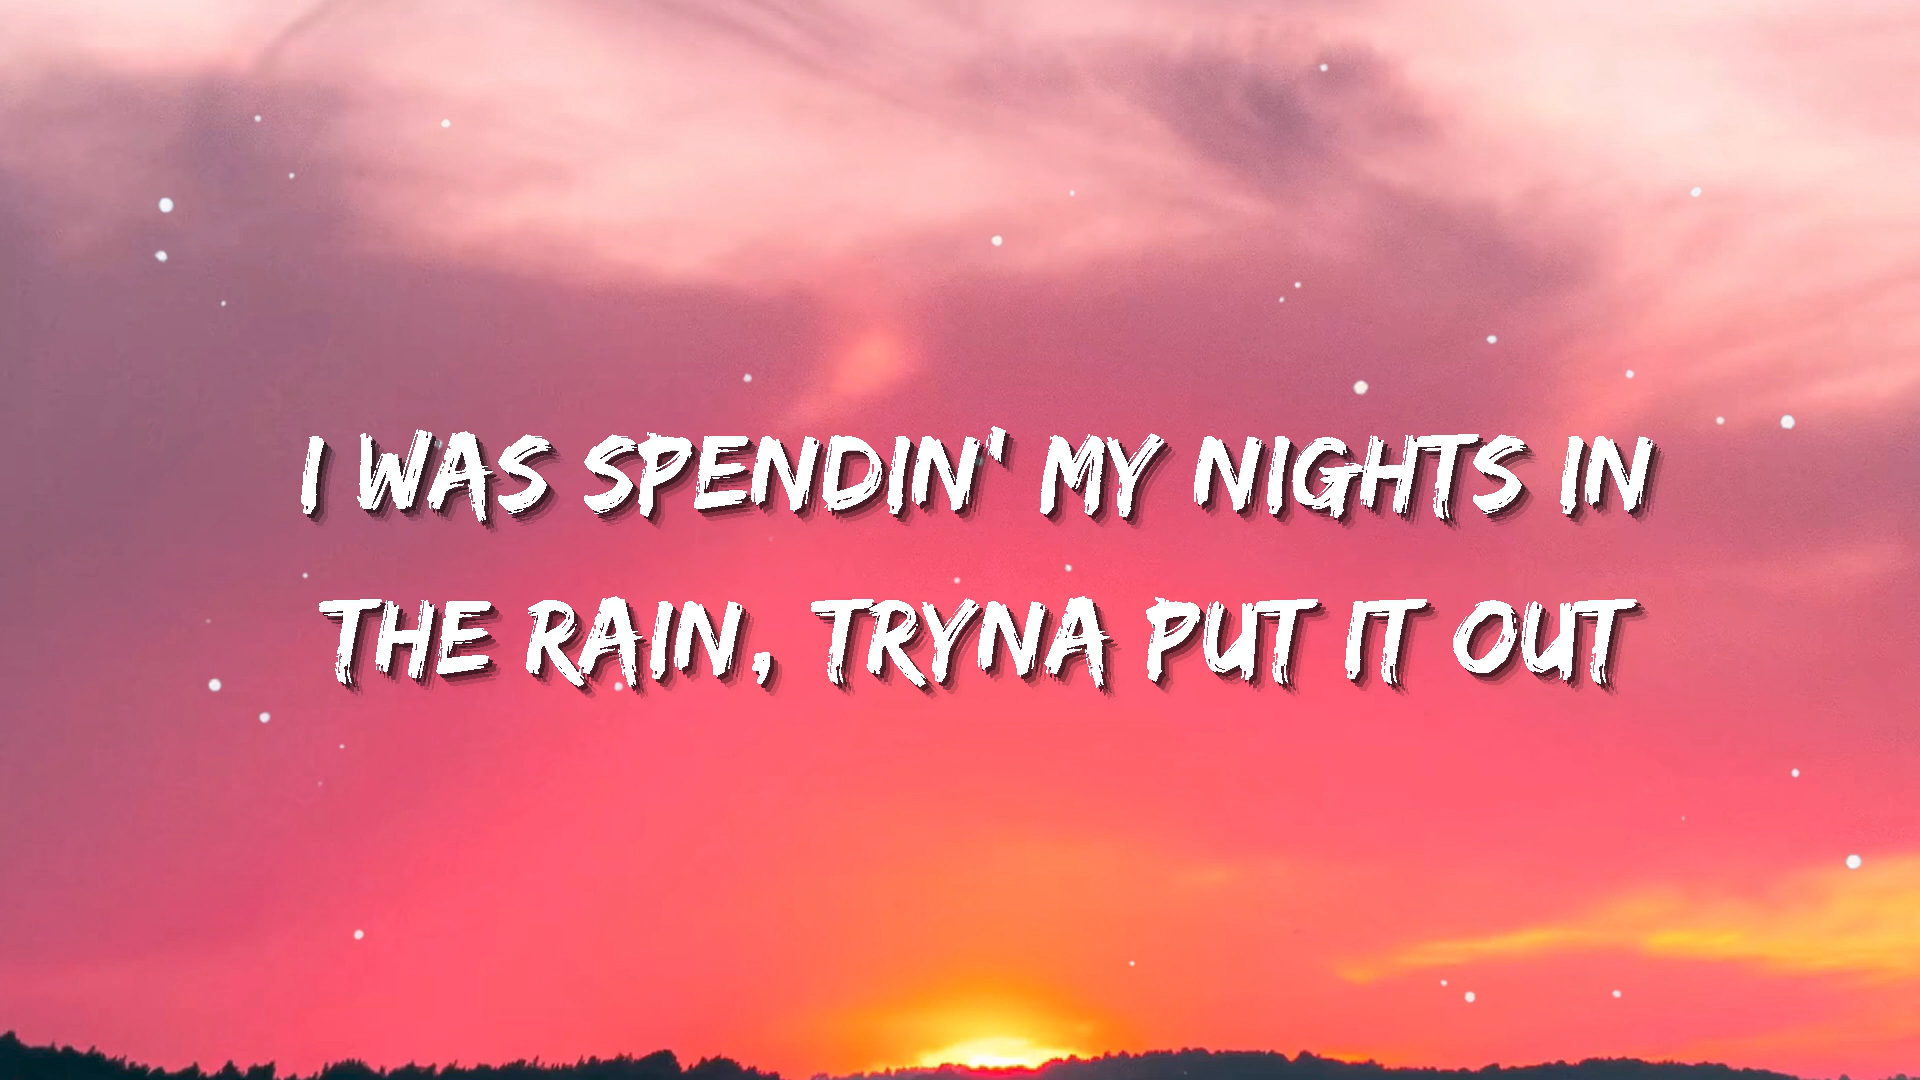 I WAS SPENDIN' MY NIGHTS IN
THE RAIN, TRYNA PUT IT OUT